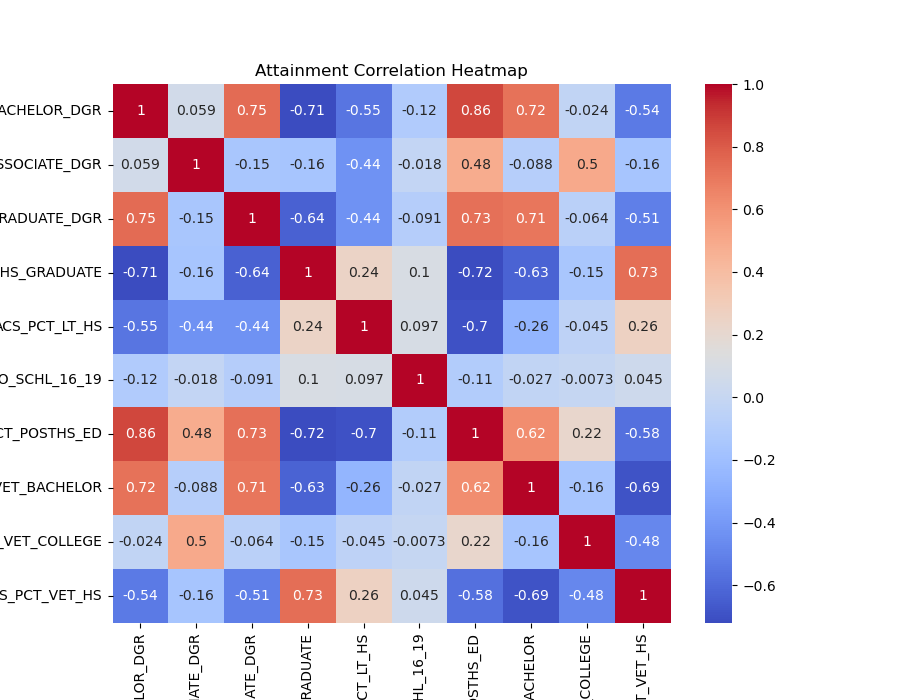 Attainment Correlation Heatmap
ACHELOR_DGR 1 0.059 0.75 -0.71 -0.55 -0.12 0.86 0.72 -0.024 -0.54
SSOCIATE_DGR 0.059 1 -0.15 -0.16 -0.44 -0.018 0.48 -0.088 0.5 -0.16
RADUATE_DGR 0.75 -0.15 1 -0.64 -0.44 -0.091 0.73 0.71 -0.064 -0.51
HS_GRADUATE -0.71 -0.16 -0.64 1 0.24 0.1 -0.72 -0.63 -0.15 0.73
ACS_PCT_LT_HS -0.55 -0.44 -0.44 0.24 1 0.097 -0.7 -0.26 -0.045 0.26
O_SCHL_16_19 -0.12 -0.018 -0.091 0.1 0.097 1 -0.11 -0.027 -0.0073 0.045
CT_POSTHS_ED 0.86 0.48 0.73 -0.72 -0.7 -0.11 1 0.62 0.22 -0.58
VET_BACHELOR 0.72 -0.088 0.71 -0.63 -0.26 -0.027 0.62 1 -0.16 -0.69
_VET_COLLEGE -0.024 0.5 -0.064 -0.15 -0.045 -0.0073 0.22 -0.16 1 -0.48
S_PCT_VET_HS -0.54 -0.16 -0.51 0.73 0.26 0.045 -0.58 -0.69 -0.48 1
LOR_DGR
IATE_DGR
ATE_DGR
RADUATE
CT_LT_HS
HL_16_19
OSTHS_ED
ACHELOR
COLLEGE
T_VET_HS
1.0
0.8
0.6
0.4
0.2
0.0
−0.2
−0.4
−0.6